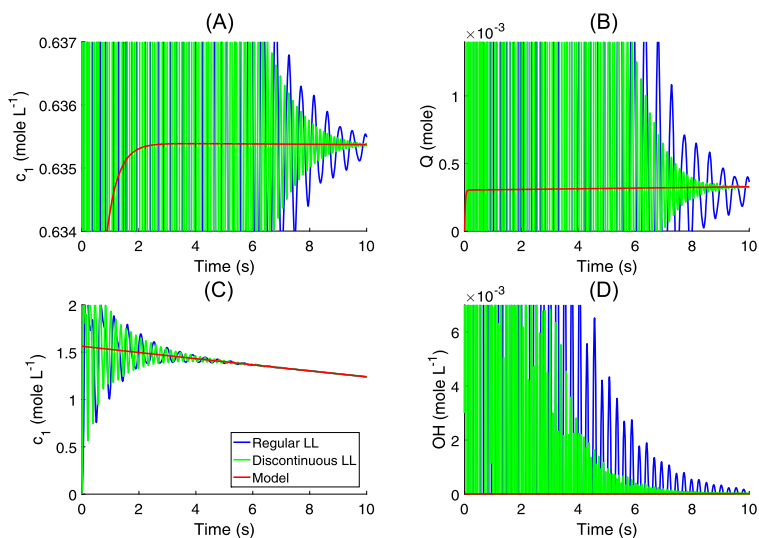 (A)
0.637
0.636
0.635
0.634
c1 (mole L-1)
0 2 4 6 8 10
Time (s)
(B)
×10-3
1
0.5
0
Q (mole)
0 2 4 6 8 10
Time (s)
(C)
2
1.5
1
0.5
0
c1 (mole L-1)
Regular LL
Discontinuous LL
Model
0 2 4 6 8 10
Time (s)
(D)
×10-3
6
4
2
0
OH (mole L-1)
0 2 4 6 8 10
Time (s)